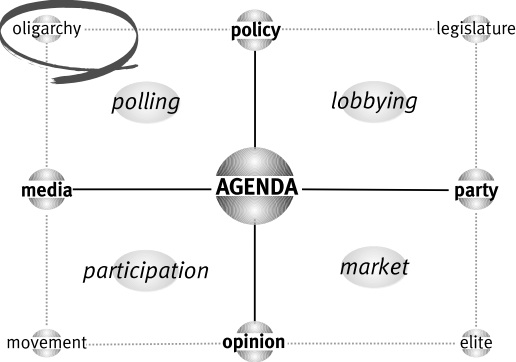 oligarchy
policy
legislature
polling
lobbying
media
AGENDA
party
participation
market
movement
opinion
elite